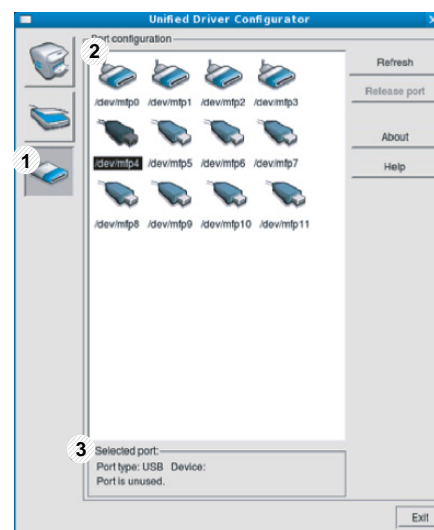 Unified Driver Configurator
Port configuration
2
/dev/mfp0 /dev/mfp1 /dev/mfp2 /dev/mfp3
/dev/mfp4 /dev/mfp5 /dev/mfp6 /dev/mfp7
/dev/mfp8 /dev/mfp9 /dev/mfp10 /dev/mfp11
1
Refresh
Release port
About
Help
3
Selected port:
Port type: USB Device:
Port is unused.
Exit